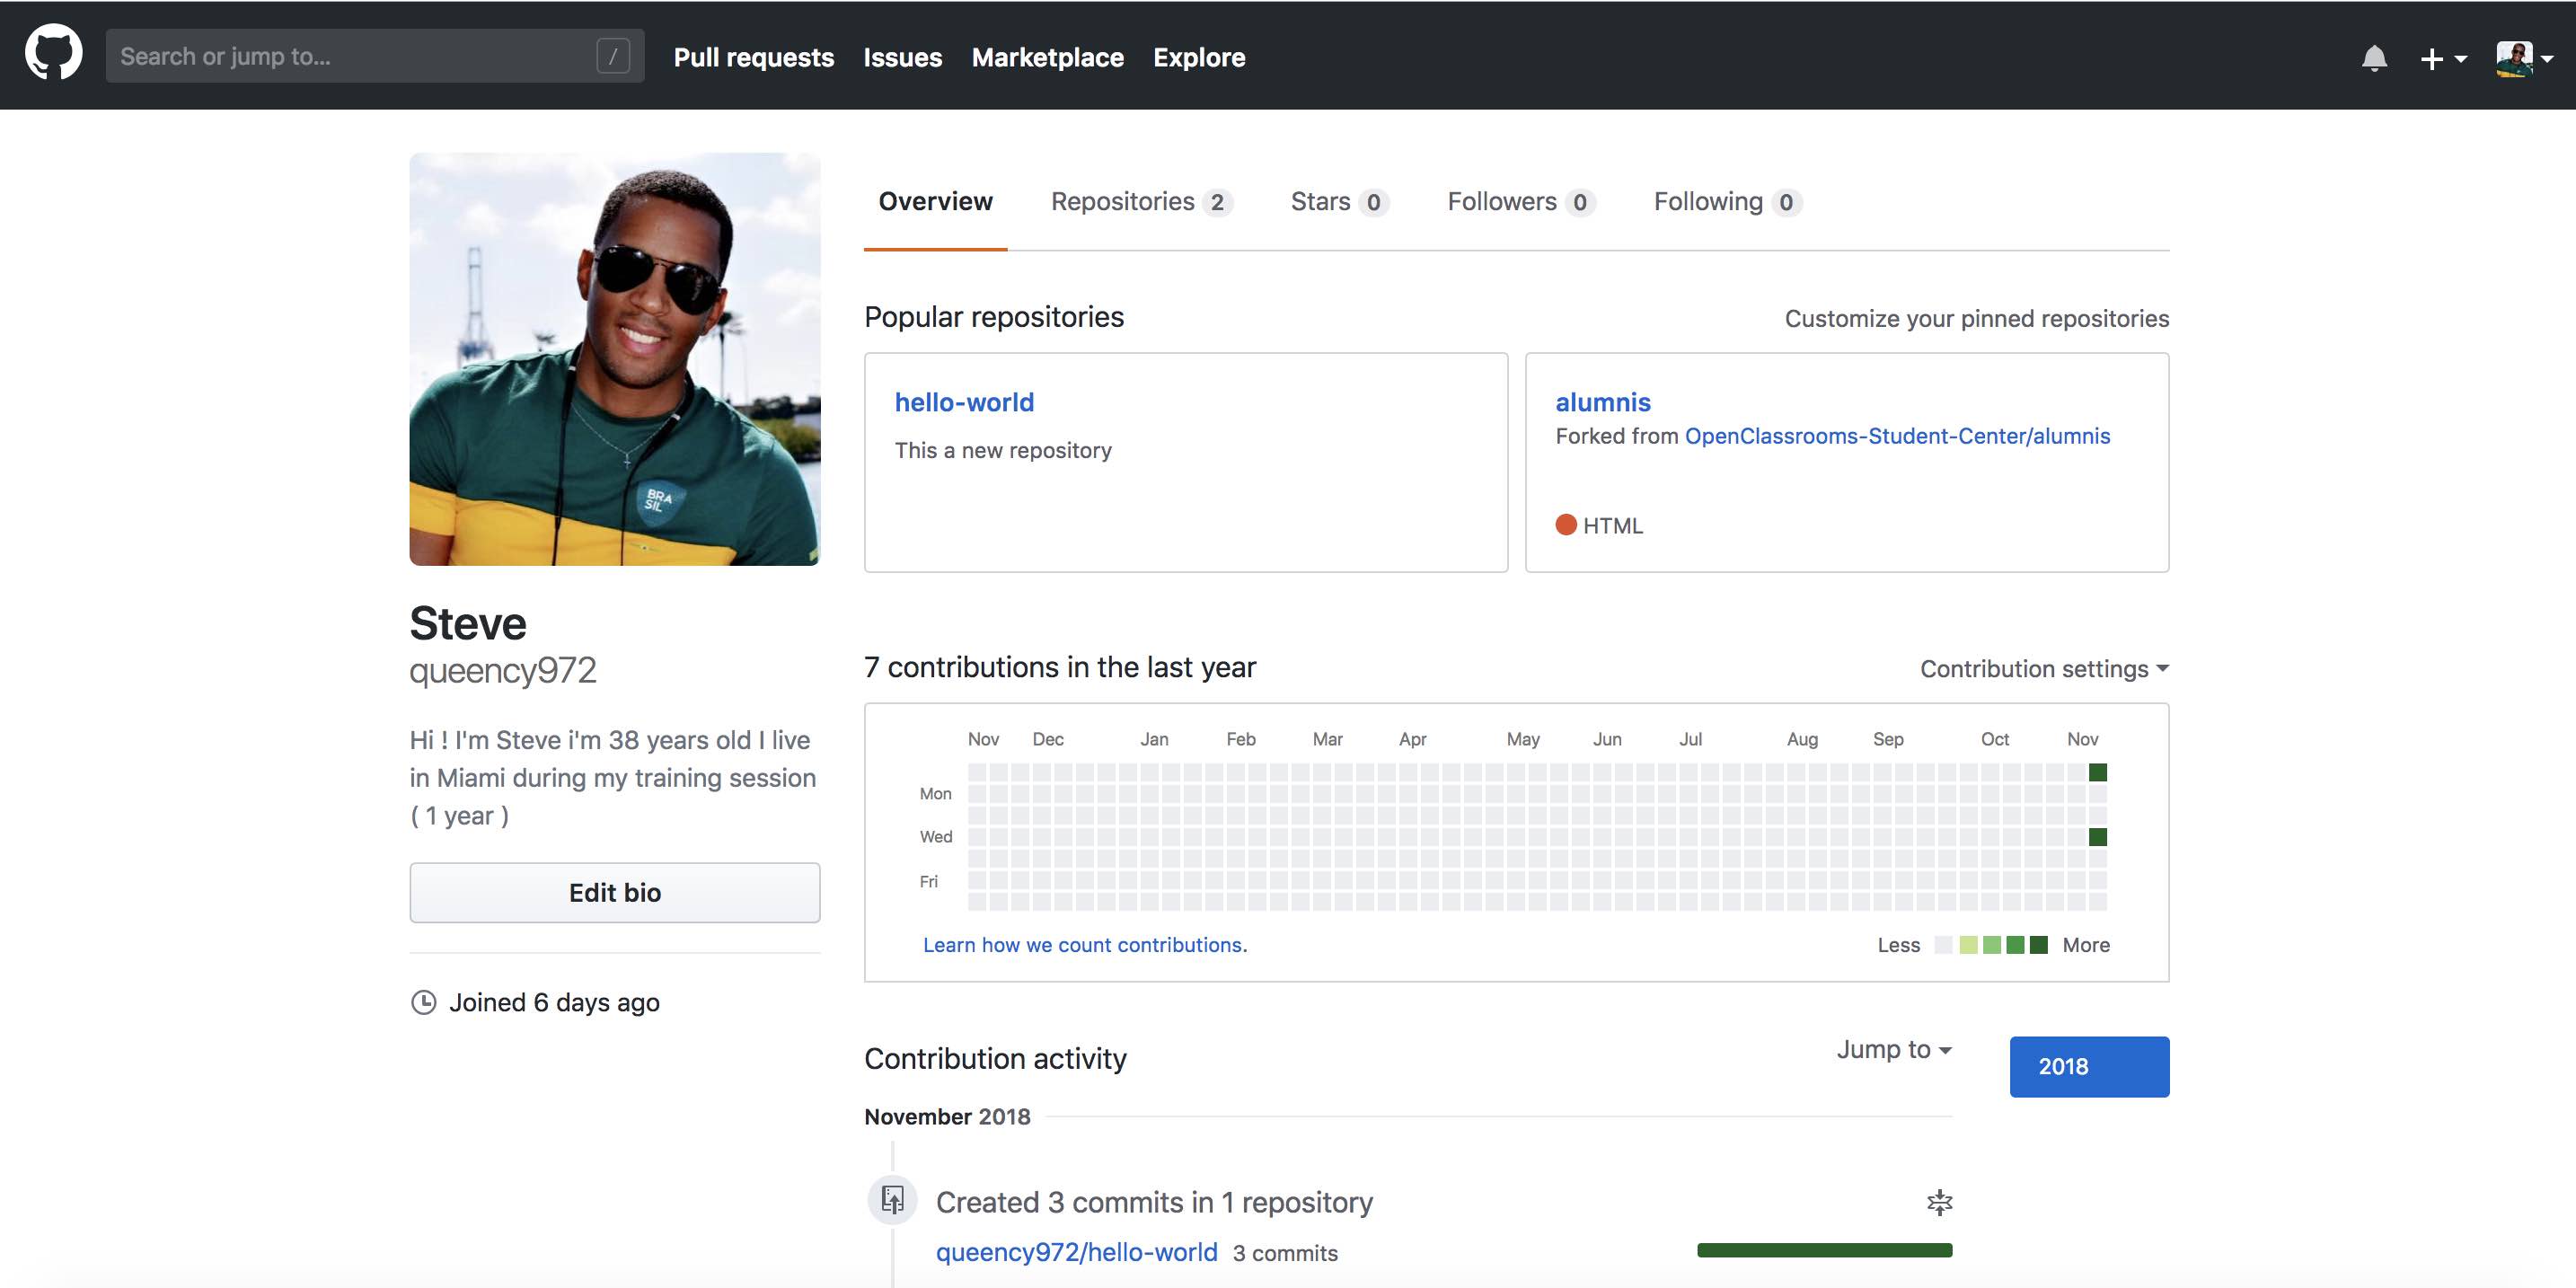 Search or jump to... /
Pull requests Issues Marketplace Explore
Overview Repositories 2 Stars 0 Followers 0 Following 0
BRA
SIL
Steve
queency972
Hi ! I'm Steve i'm 38 years old I live
in Miami during my training session
( 1 year )
Edit bio
Joined 6 days ago
Popular repositories
Customize your pinned repositories
hello-world
This a new repository
alumnis
Forked from OpenClassrooms-Student-Center/alumnis
HTML
7 contributions in the last year
Contribution settings
Nov Dec Jan Feb Mar Apr May Jun Jul Aug Sep Oct Nov
Mon
Wed
Fri
Learn how we count contributions.
Less More
Contribution activity
Jump to
2018
November 2018
Created 3 commits in 1 repository
queency972/hello-world 3 commits